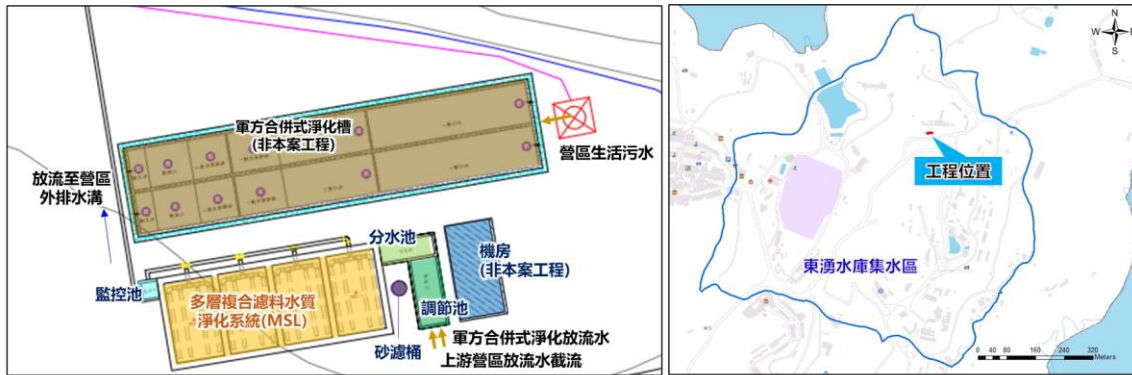 軍方合併式淨化槽
(非本案工程)
營區生活污水
放流至營區
外排水溝
分水池
機房
(非本案工程)
監控池
多層複合濾料水質
淨化系統(MSL)
調節池
砂濾桶
軍方合併式淨化放流水
上游營區放流水截流
N
W
E
S
工程位置
東湧水庫集水區
0 40 80 160 240 320
Meters